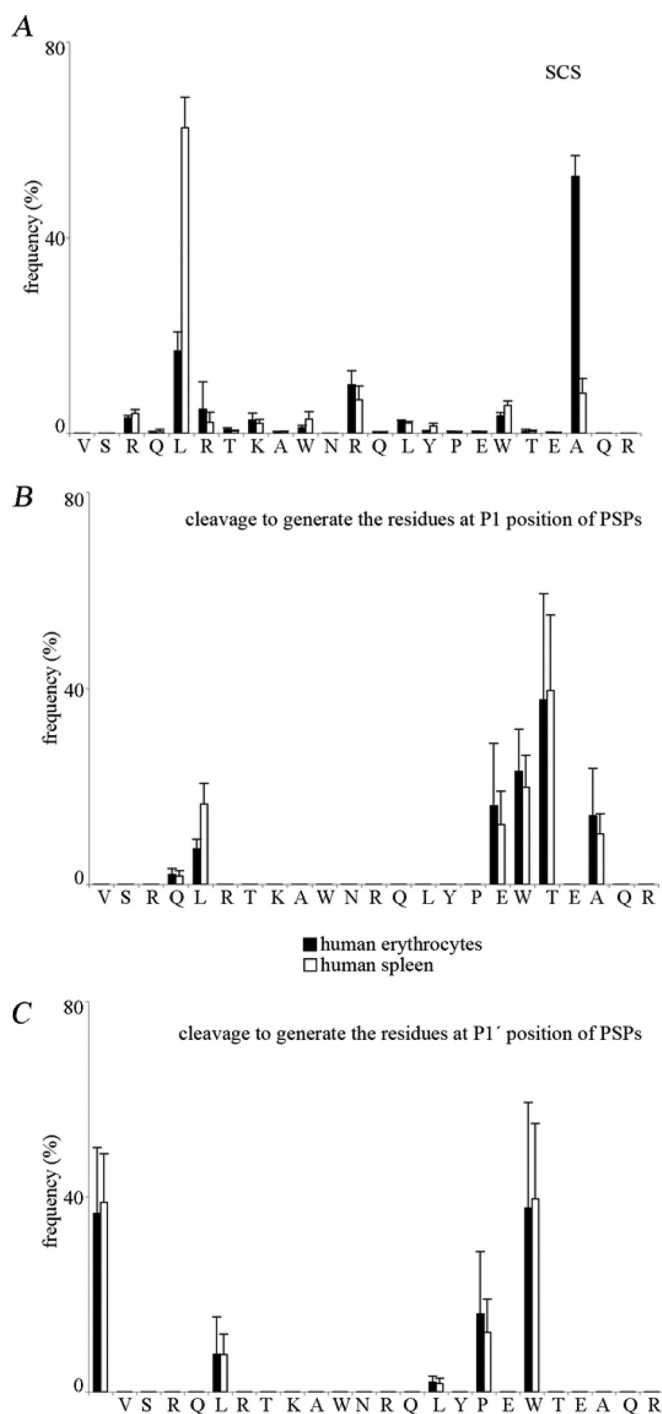 A
80
SCS
frequency (%)
40
0
V S R Q L R T K A W N R Q L Y P E W T E A Q R
B
80
cleavage to generate the residues at P1 position of PSPs
frequency (%)
40
0
V S R Q L R T K A W N R Q L Y P E W T E A Q R
human erythrocytes
human spleen
C
80
cleavage to generate the residues at P1´ position of PSPs
frequency (%)
40
0
V S R Q L R T K A W N R Q L Y P E W T E A Q R